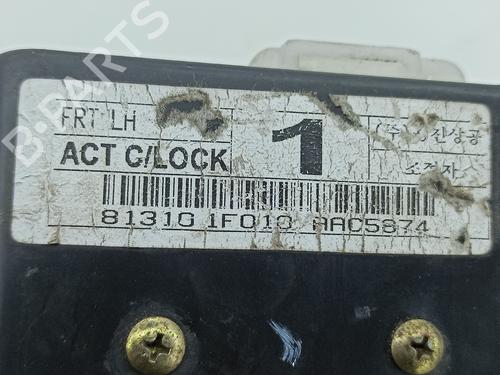 B-PARTS
FRT LH
ACT C/LOCK
1
81310 1F010 AAC5874